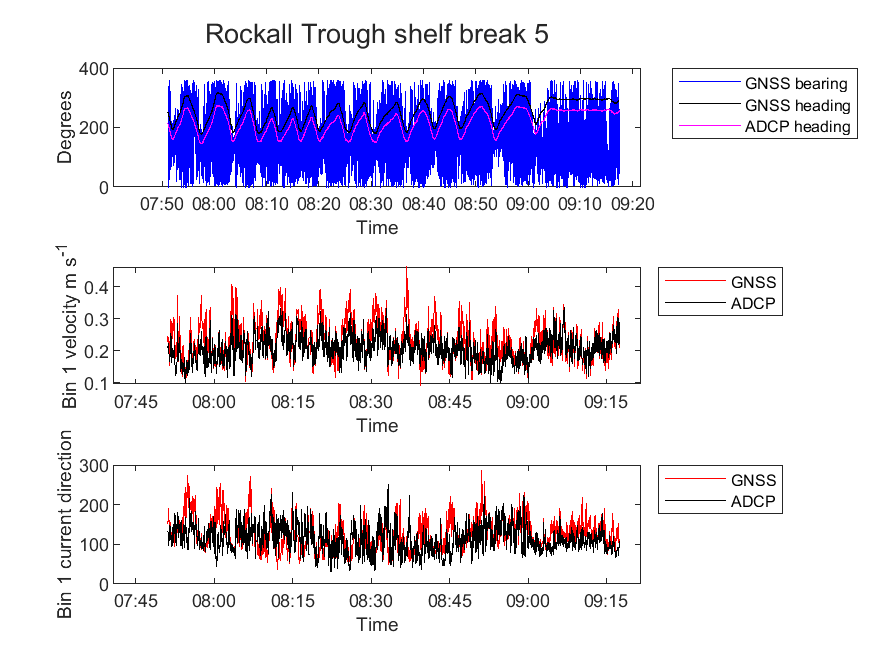 Rockall Trough shelf break 5
400
200
0
Degrees
07:50 08:00 08:10 08:20 08:30 08:40 08:50 09:00 09:10 09:20
Time
GNSS bearing
GNSS heading
ADCP heading
0.4
0.3
0.2
0.1
Bin 1 velocity m s-1
07:45 08:00 08:15 08:30 08:45 09:00 09:15
Time
GNSS
ADCP
300
200
100
0
Bin 1 current direction
07:45 08:00 08:15 08:30 08:45 09:00 09:15
Time
GNSS
ADCP